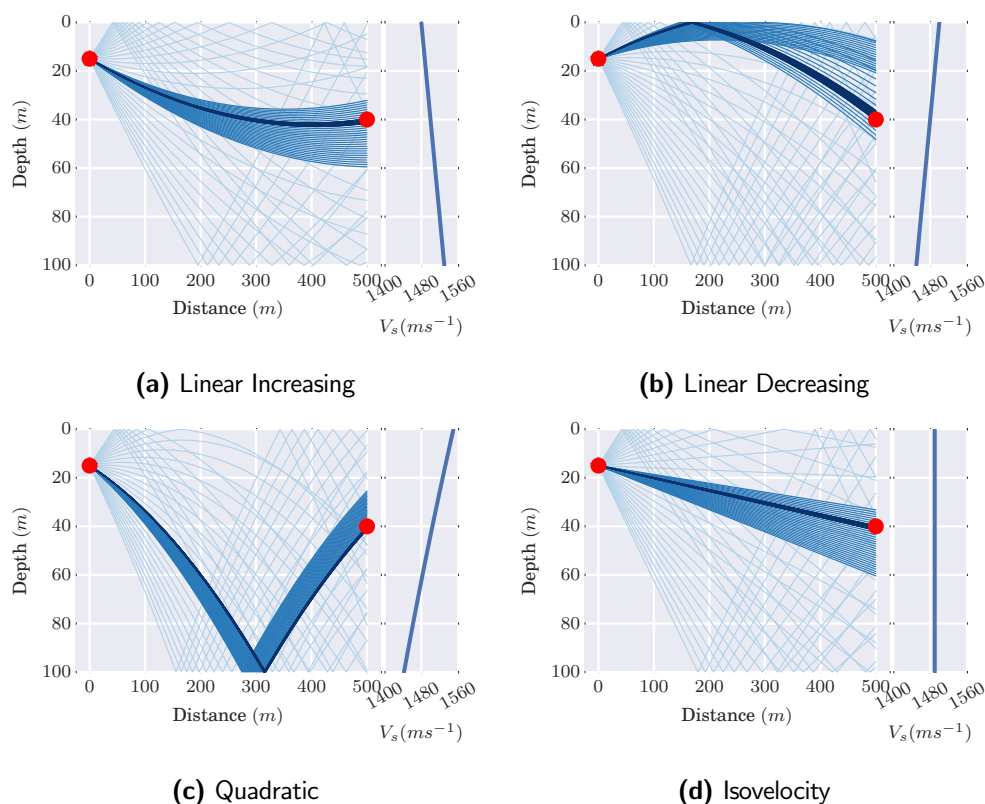 0
20
40
60
80
100
Depth (m)
0 100 200 300 400 500
1400 1480 1560
Distance (m)
V_s(ms^{-1})
(a) Linear Increasing
0
20
40
60
80
100
Depth (m)
0 100 200 300 400 500
1400 1480 1560
Distance (m)
V_s(ms^{-1})
(b) Linear Decreasing
0
20
40
60
80
100
Depth (m)
0 100 200 300 400 500
1400 1480 1560
Distance (m)
V_s(ms^{-1})
(c) Quadratic
0
20
40
60
80
100
Depth (m)
0 100 200 300 400 500
1400 1480 1560
Distance (m)
V_s(ms^{-1})
(d) Isovelocity